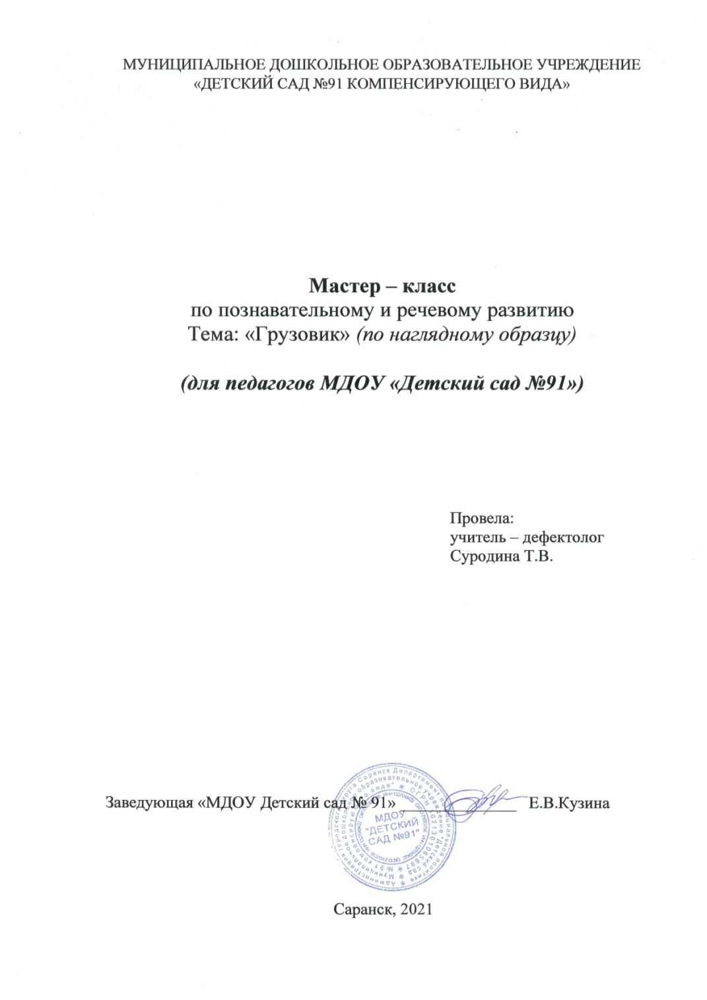 МУНИЦИПАЛЬНОЕ ДОШКОЛЬНОЕ ОБРАЗОВАТЕЛЬНОЕ УЧРЕЖДЕНИЕ
«ДЕТСКИЙ САД №91 КОМПЕНСИРУЮЩЕГО ВИДА»
Мастер – класс
по познавательному и речевому развитию
Тема: «Грузовик» (по наглядному образцу)
(для педагогов МДОУ «Детский сад №91»)
Провела:
учитель – дефектолог
Суродина Т.В.
Заведующая «МДОУ Детский сад № 91» ______________ Е.В.Кузина
МДОУ
"ДЕТСКИЙ
САД №91"
Саранск, 2021